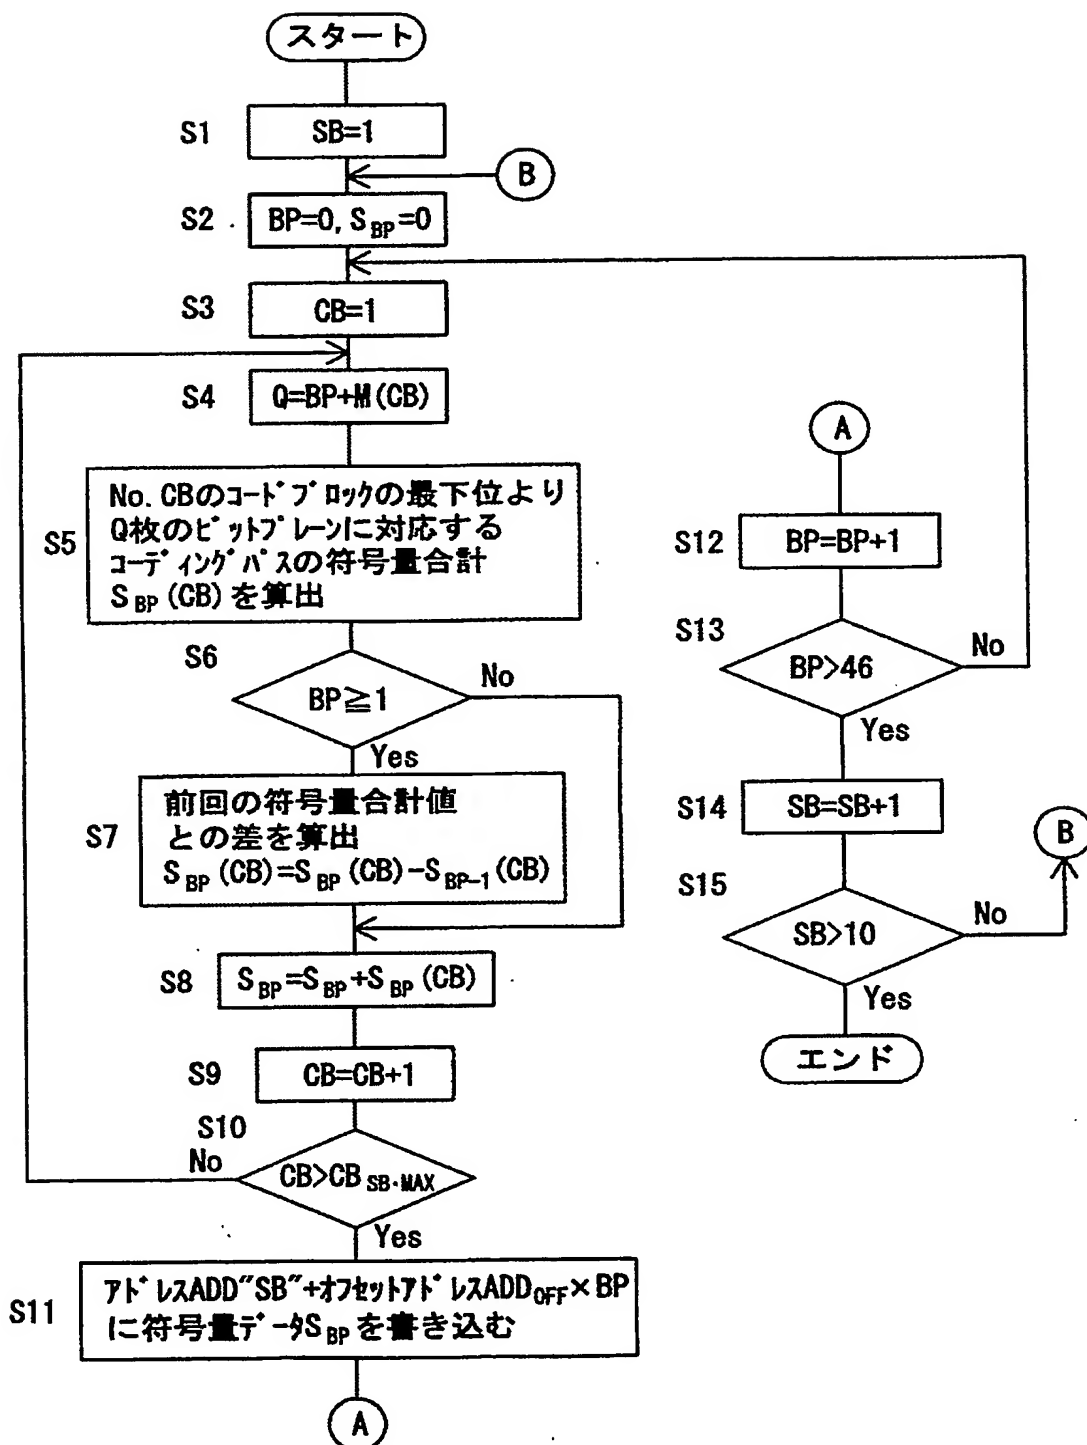 スタート
S1
SB=1
B
S2
BP=0, S_BP=0
S3
CB=1
S4
Q=BP+M(CB)
S5
No.CBのコードブロックの最下位より
Q枚のビットプレーンに対応する
コーディングパスの符号量合計
S_BP(CB)を算出
S6
BP≧1
No
Yes
S7
前回の符号量合計値
との差を算出
S_BP(CB)=S_BP(CB)-S_BP-1(CB)
S8
S_BP=S_BP+S_BP(CB)
S9
CB=CB+1
S10
No
CB>CB_SB・MAX
Yes
S11
アドレスADD"SB"+オフセットアドレスADD_OFF×BP
に符号量データS_BPを書き込む
A
A
S12
BP=BP+1
S13
BP>46
No
Yes
S14
SB=SB+1
B
S15
SB>10
No
Yes
エンド